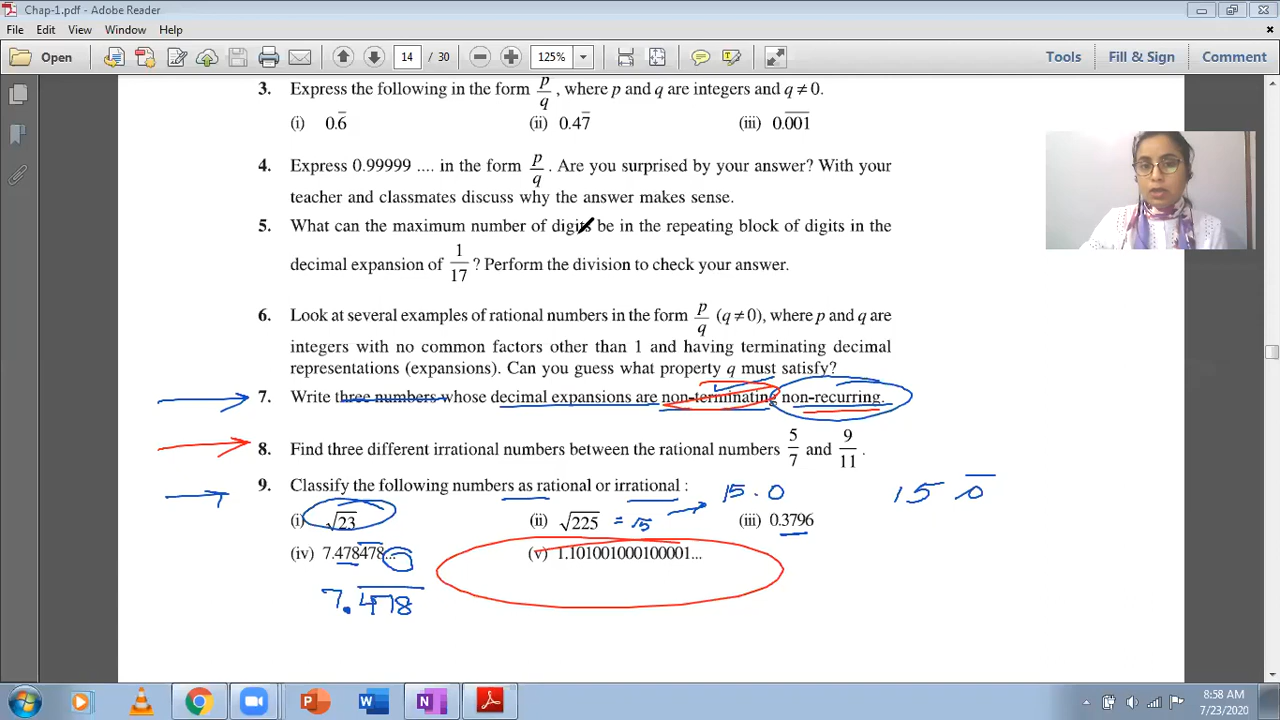 Chap-1.pdf - Adobe Reader
File Edit View Window Help
Open 14 / 30 125% Tools Fill & Sign Comment
3. Express the following in the form p/q, where p and q are integers and q ≠ 0.
(i) 0.6̅ (ii) 0.47̅ (iii) 0.0̅0̅1̅
4. Express 0.99999 .... in the form p/q. Are you surprised by your answer? With your
teacher and classmates discuss why the answer makes sense.
5. What can the maximum number of digits be in the repeating block of digits in the
decimal expansion of 1/17? Perform the division to check your answer.
6. Look at several examples of rational numbers in the form p/q (q ≠ 0), where p and q are
integers with no common factors other than 1 and having terminating decimal
representations (expansions). Can you guess what property q must satisfy?
7. Write three numbers whose decimal expansions are non-terminating non-recurring.
8. Find three different irrational numbers between the rational numbers 5/7 and 9/11.
9. Classify the following numbers as rational or irrational :
15.0 15 0̅
(i) √23 (ii) √225 = 15 (iii) 0.3796
(iv) 7.478478... (v) 1.101001000100001...
7.4̅7̅8̅
8:58 AM
7/23/2020